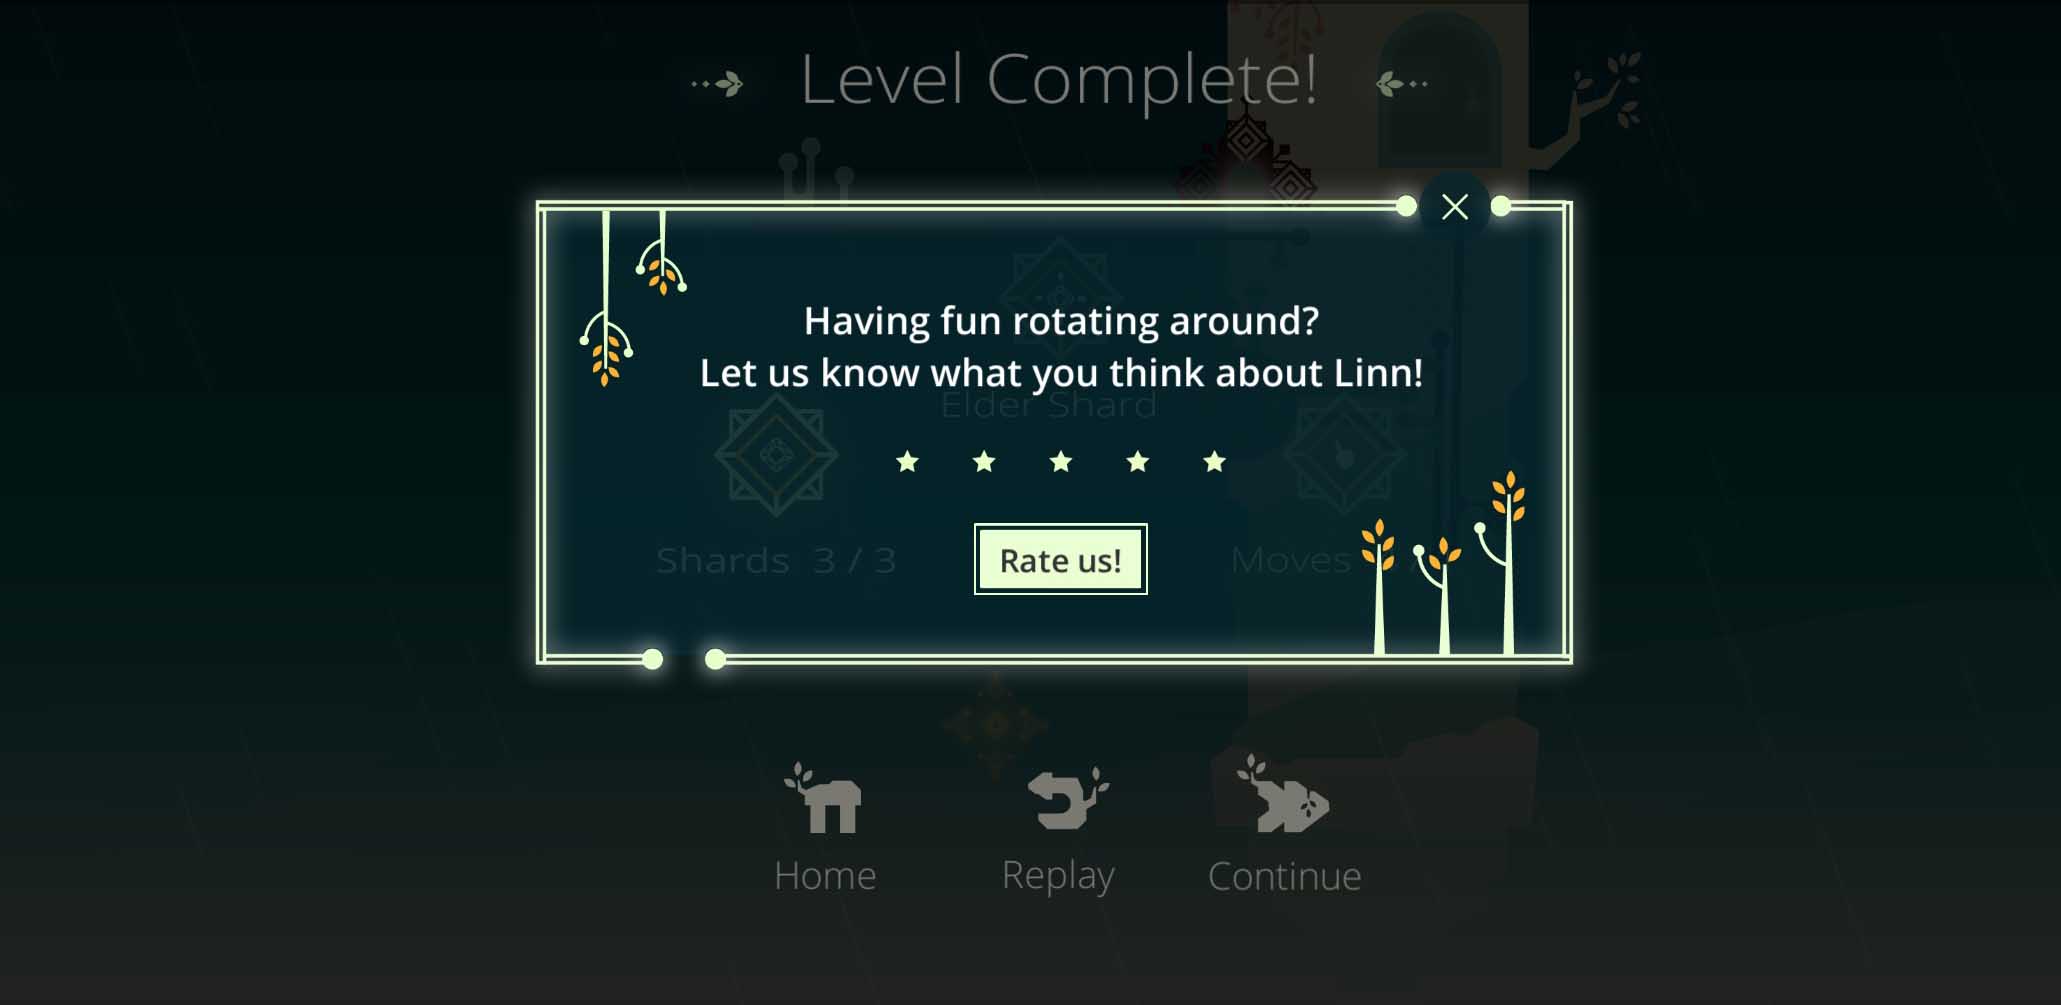 Level Complete!
Having fun rotating around?
Let us know what you think about Linn!
Elder Shard
Shards 3 / 3
Rate us!
Moves
Home
Replay
Continue